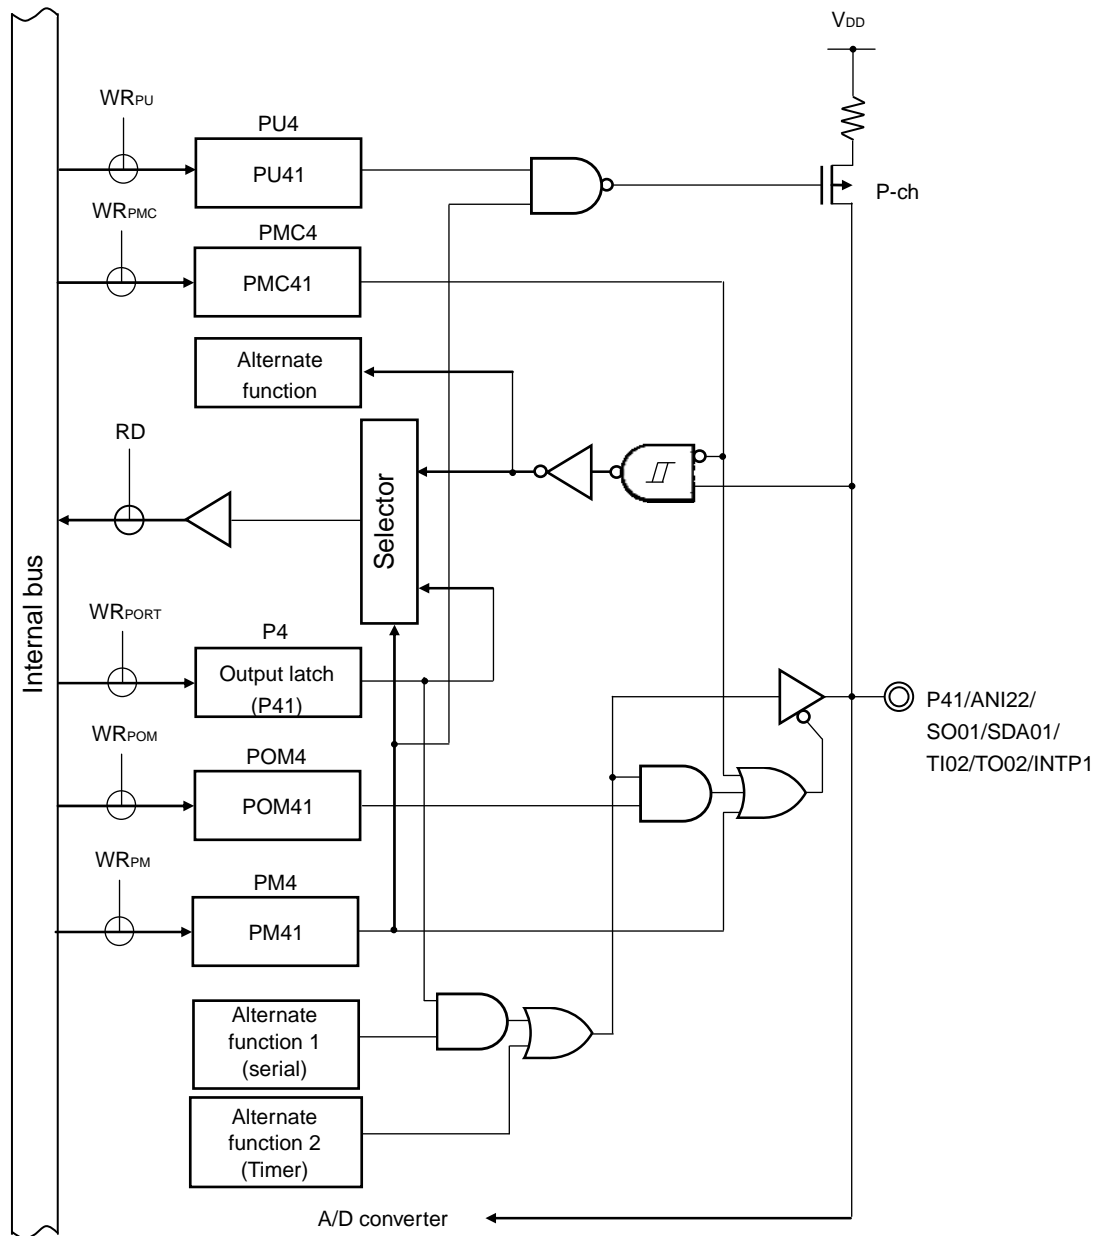 VDD
WRPU
PU4
PU41
P-ch
WRPMC
PMC4
PMC41
Alternate
function
RD
Selector
Internal bus
WRPORT
P4
Output latch
(P41)
P41/ANI22/
SO01/SDA01/
TI02/TO02/INTP1
WRPOM
POM4
POM41
WRPM
PM4
PM41
Alternate
function 1
(serial)
Alternate
function 2
(Timer)
A/D converter